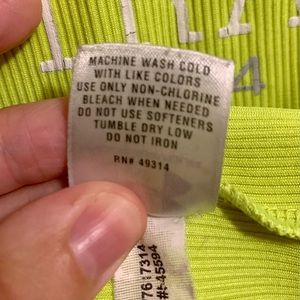 4
MACHINE WASH COLD
WITH LIKE COLORS
USE ONLY NON-CHLORINE
BLEACH WHEN NEEDED
DO NOT USE SOFTENERS
TUMBLE DRY LOW
DO NOT IRON
RN# 49314